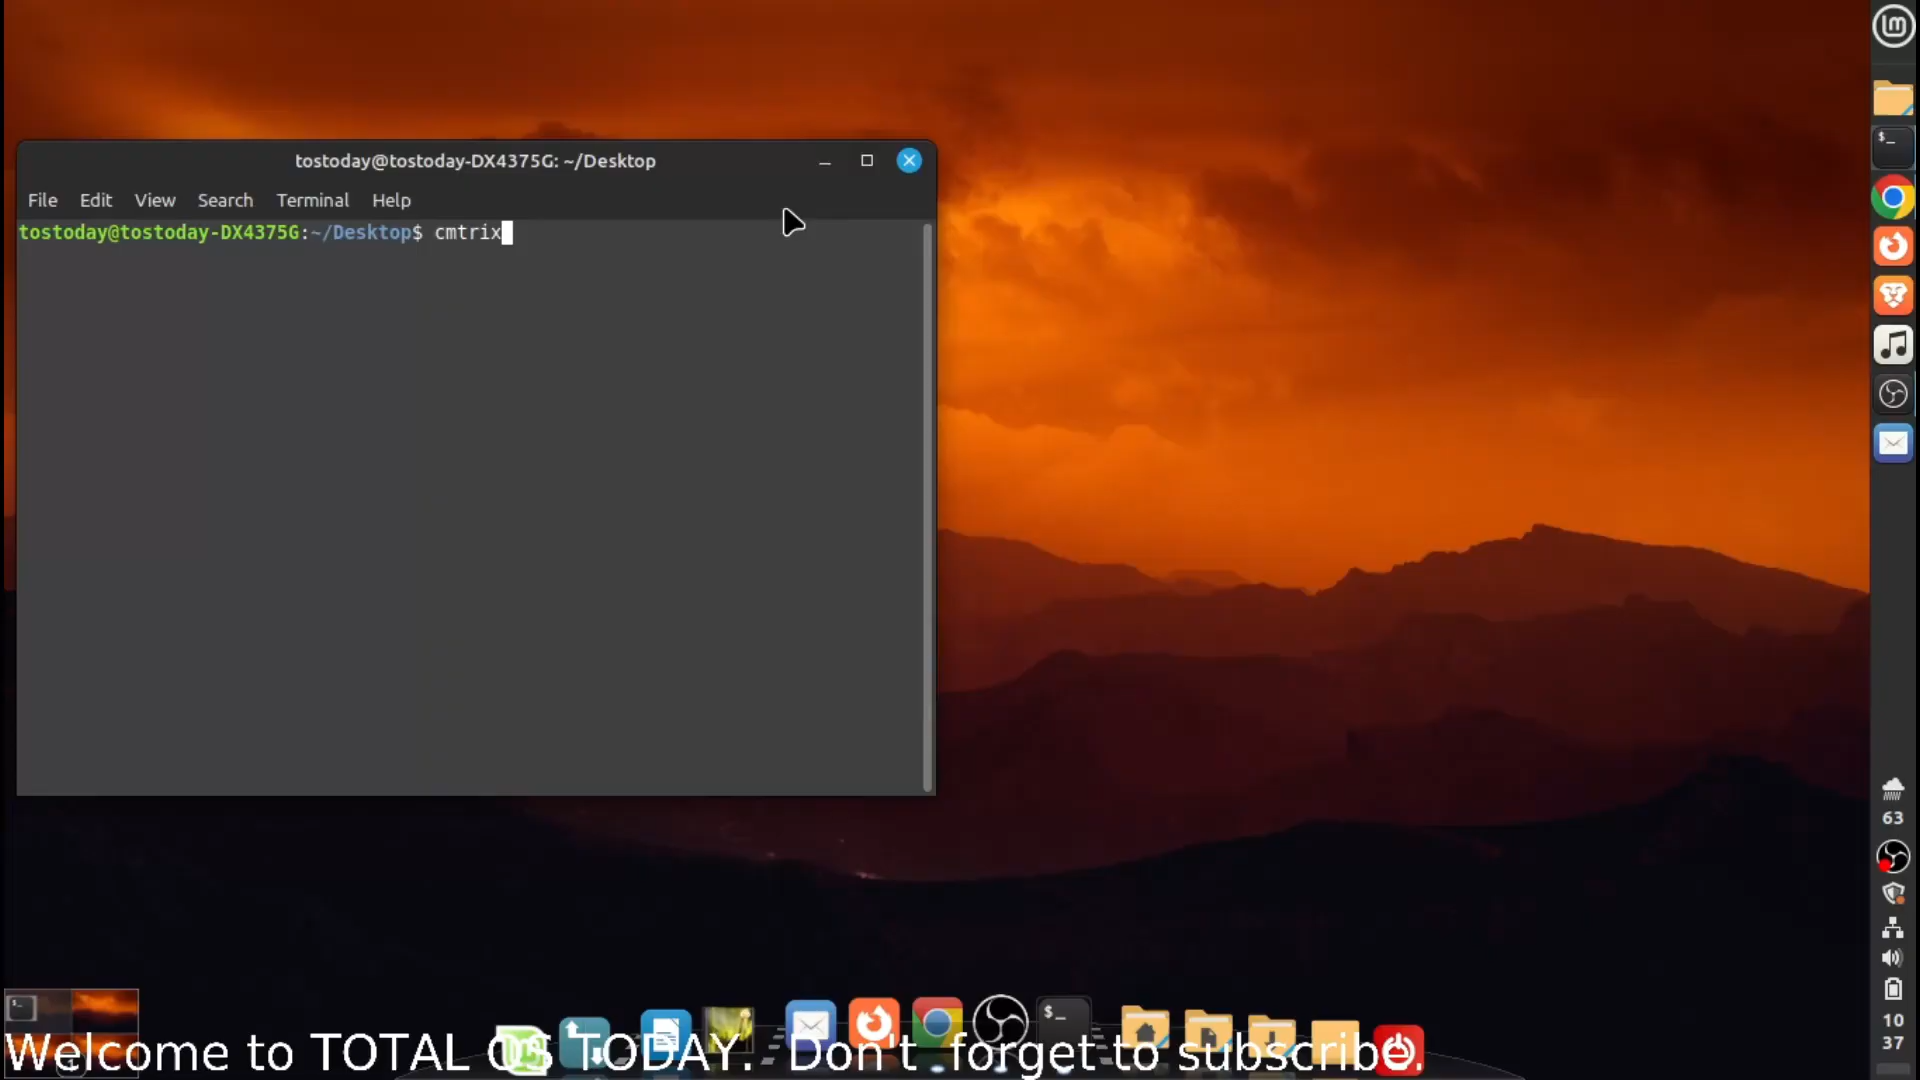 tostoday@tostoday-DX4375G: ~/Desktop
File Edit View Search Terminal Help
tostoday@tostoday-DX4375G:~/Desktop$ cmtrix
63
10
37
Welcome to TOTAL OS TODAY. Don't forget to subscribe.